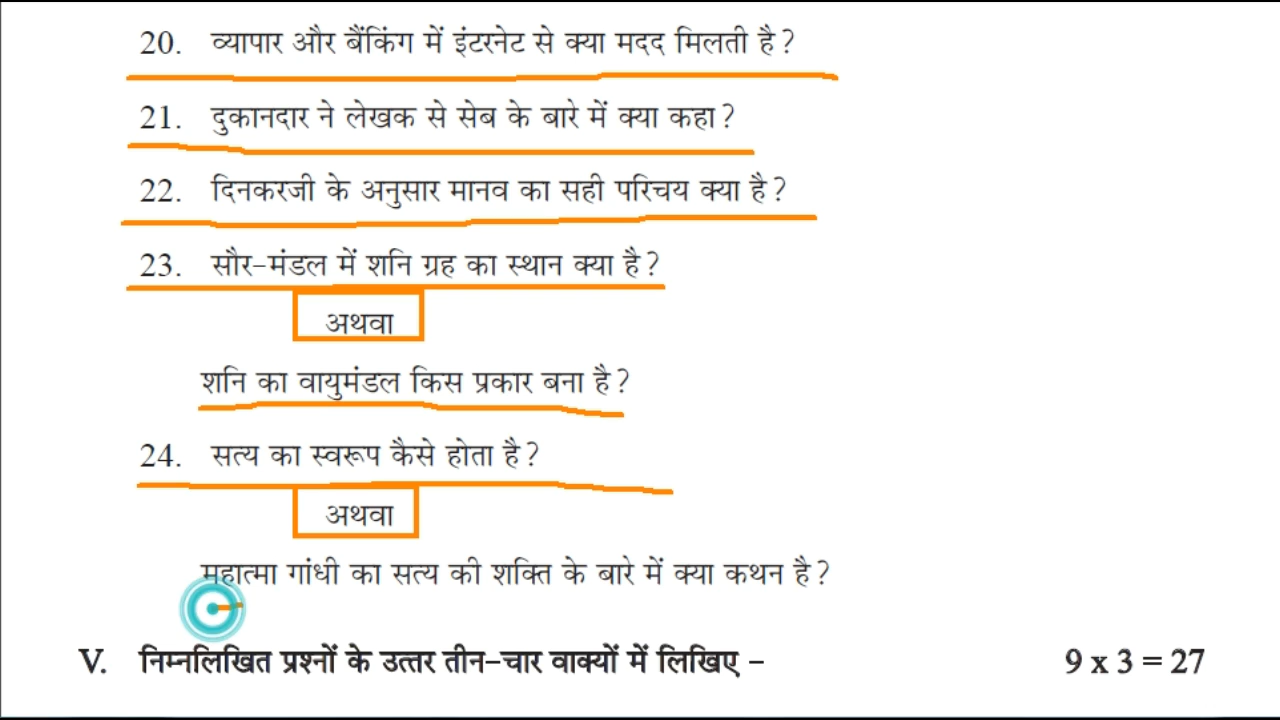 20. व्यापार और बैंकिंग में इंटरनेट से क्या मदद मिलती है?
21. दुकानदार ने लेखक से सेब के बारे में क्या कहा?
22. दिनकरजी के अनुसार मानव का सही परिचय क्या है?
23. सौर-मंडल में शनि ग्रह का स्थान क्या है?
अथवा
शनि का वायुमंडल किस प्रकार बना है?
24. सत्य का स्वरूप कैसे होता है?
अथवा
महात्मा गांधी का सत्य की शक्ति के बारे में क्या कथन है?
V. निम्नलिखित प्रश्नों के उत्तर तीन-चार वाक्यों में लिखिए – 9 x 3 = 27